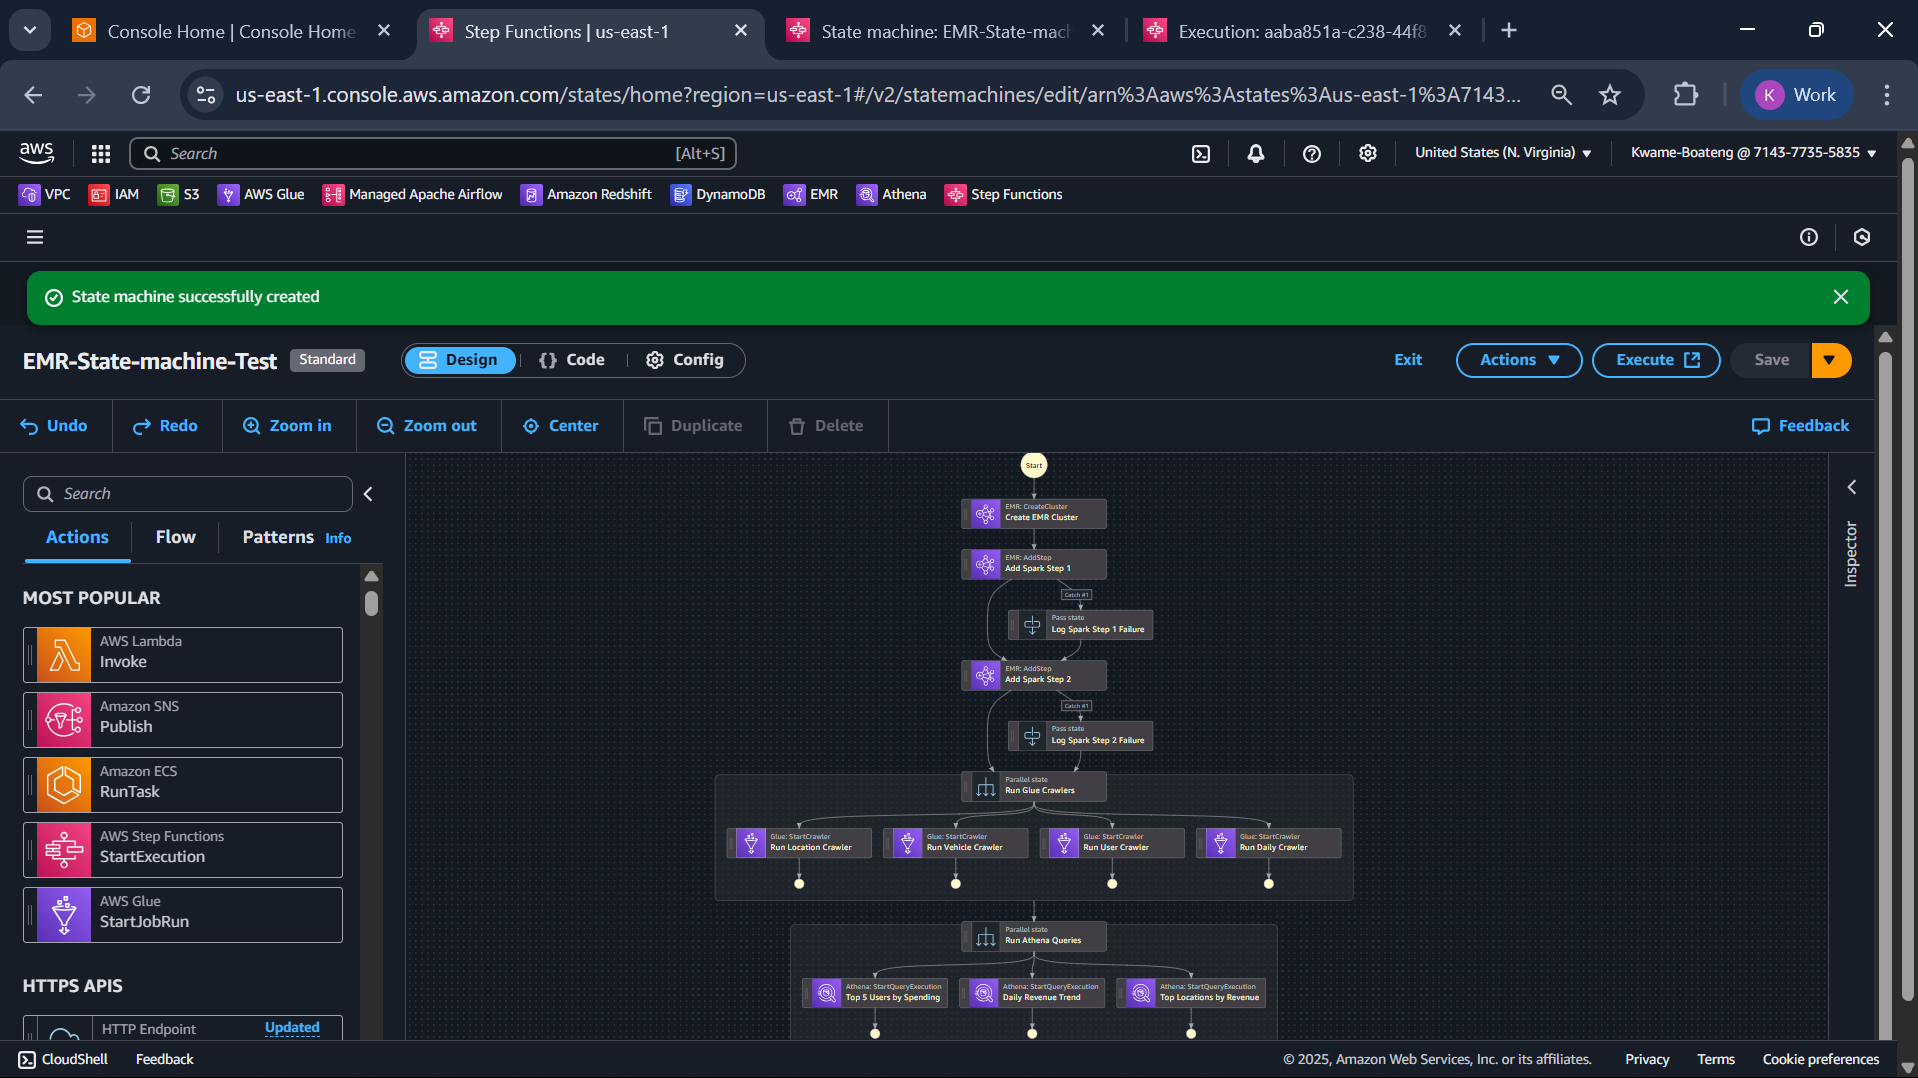 Console Home | Console Home
Step Functions | us-east-1
State machine: EMR-State-mach
Execution: aaba851a-c238-44f8
us-east-1.console.aws.amazon.com/states/home?region=us-east-1#/v2/statemachines/edit/arn%3Aaws%3Astates%3Aus-east-1%3A7143...
K Work
aws
Search [Alt+S]
United States (N. Virginia)
Kwame-Boateng @ 7143-7735-5835
VPC
IAM
S3
AWS Glue
Managed Apache Airflow
Amazon Redshift
DynamoDB
EMR
Athena
Step Functions
State machine successfully created
EMR-State-machine-Test
Standard
Design
{} Code
Config
Exit
Actions
Execute
Save
Undo
Redo
Zoom in
Zoom out
Center
Duplicate
Delete
Feedback
Search
Actions
Flow
Patterns Info
MOST POPULAR
AWS Lambda
Invoke
Amazon SNS
Publish
Amazon ECS
RunTask
AWS Step Functions
StartExecution
AWS Glue
StartJobRun
HTTPS APIS
HTTP Endpoint
Updated
Start
EMR: CreateCluster
Create EMR Cluster
EMR: AddStep
Add Spark Step 1
Catch #1
Pass state
Log Spark Step 1 Failure
EMR: AddStep
Add Spark Step 2
Catch #1
Pass state
Log Spark Step 2 Failure
Parallel state
Run Glue Crawlers
Glue: StartCrawler
Run Location Crawler
Glue: StartCrawler
Run Vehicle Crawler
Glue: StartCrawler
Run User Crawler
Glue: StartCrawler
Run Daily Crawler
Parallel state
Run Athena Queries
Athena: StartQueryExecution
Top 5 Users by Spending
Athena: StartQueryExecution
Daily Revenue Trend
Athena: StartQueryExecution
Top Locations by Revenue
Inspector
CloudShell
Feedback
© 2025, Amazon Web Services, Inc. or its affiliates.
Privacy
Terms
Cookie preferences